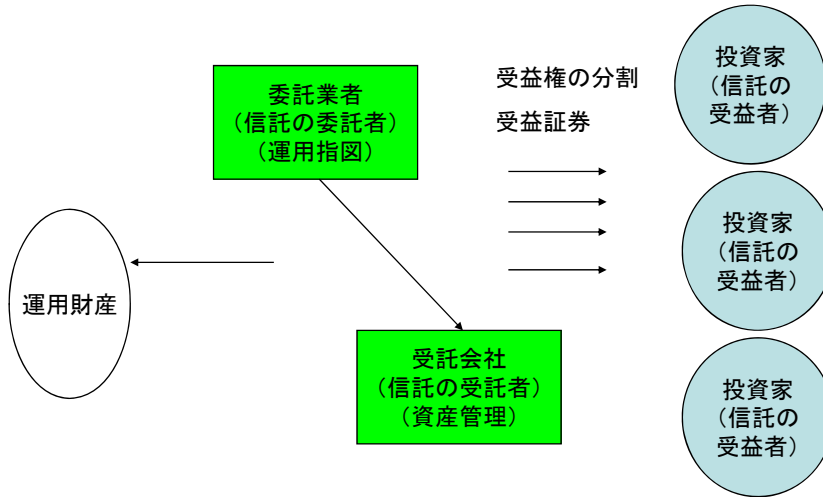 委託業者
（信託の委託者）
（運用指図）
受益権の分割
受益証券
投資家
（信託の
受益者）
投資家
（信託の
受益者）
運用財産
受託会社
（信託の受託者）
（資産管理）
投資家
（信託の
受益者）